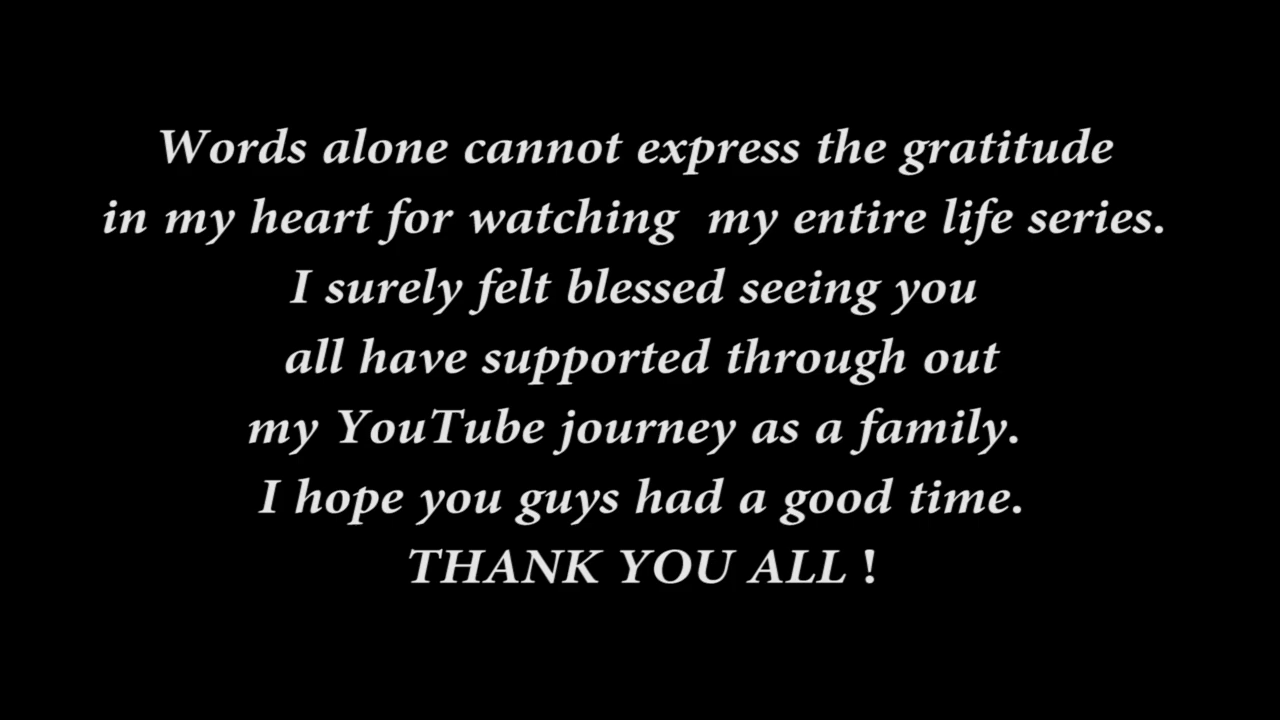 Words alone cannot express the gratitude
in my heart for watching  my entire life series.
I surely felt blessed seeing you
all have supported through out
my YouTube journey as a family.
I hope you guys had a good time.
THANK YOU ALL !